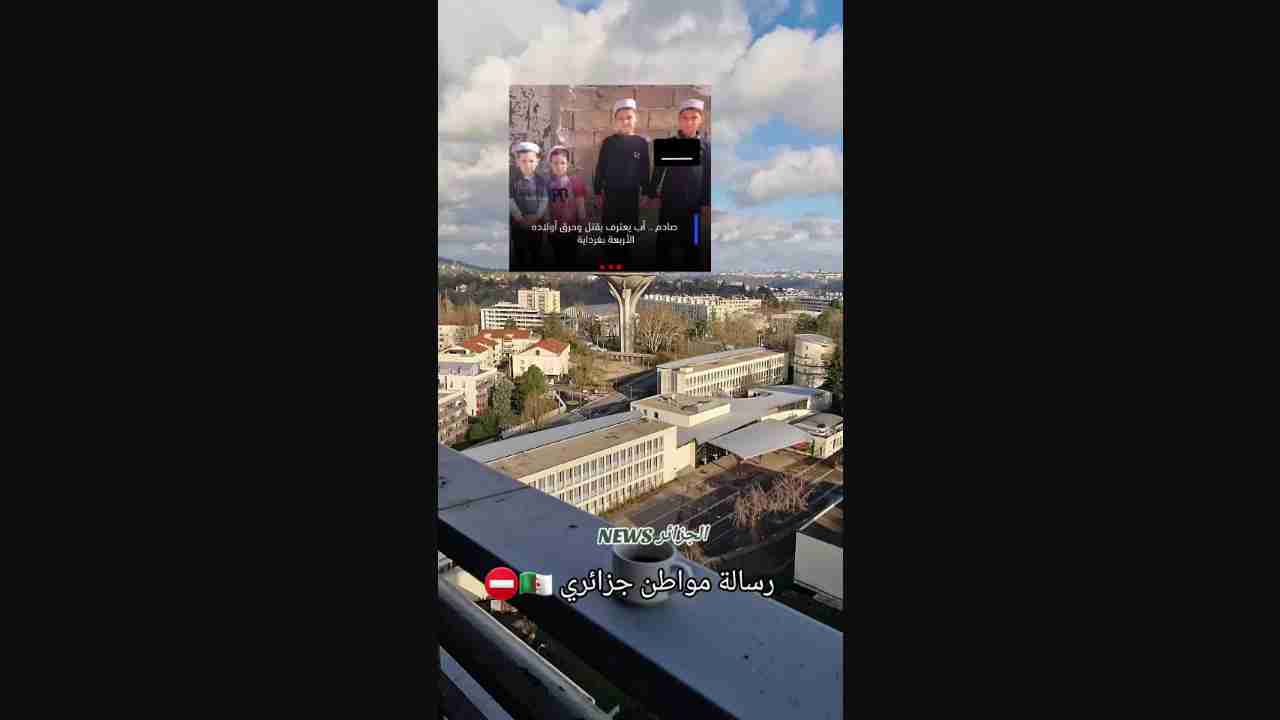 صادم .. أب يعترف بقتل وحرق أولاده
الأربعة بغرداية
الجزائر NEWS
رسالة مواطن جزائري 🇩🇿⛔